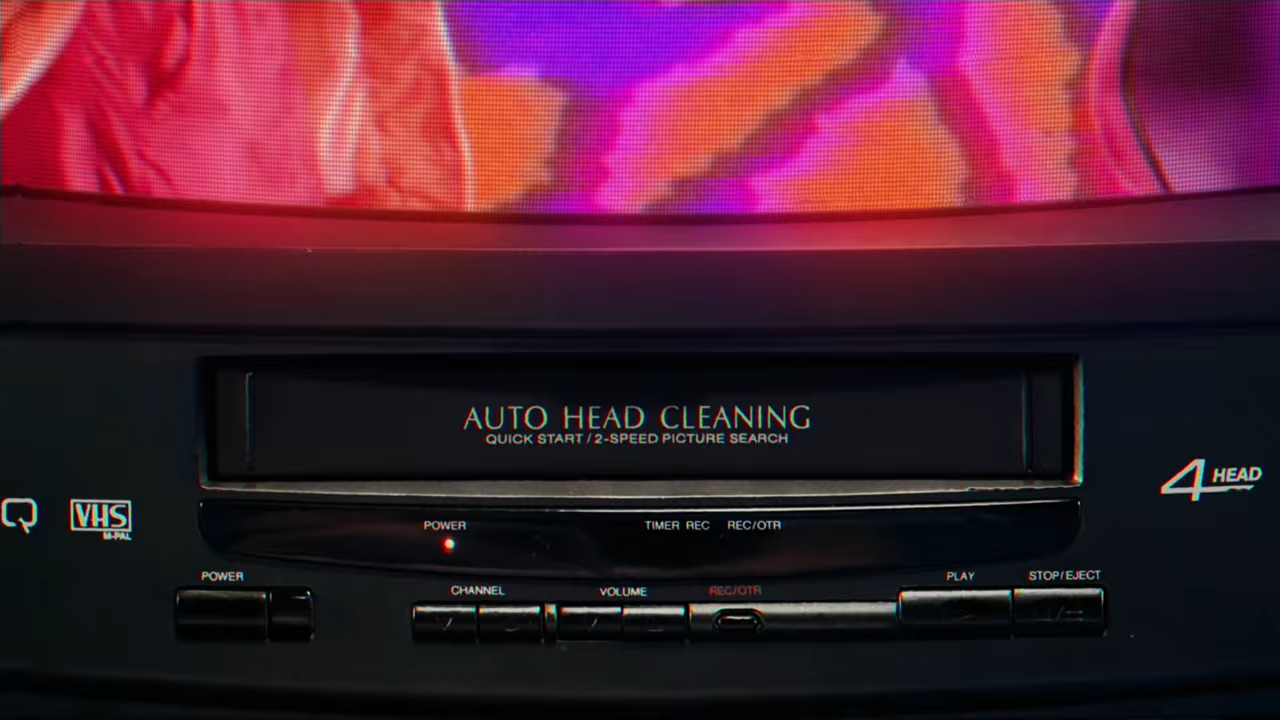 AUTO HEAD CLEANING
QUICK START / 2-SPEED PICTURE SEARCH
Q
VHS
M-PAL
4 HEAD
POWER
TIMER REC
REC/OTR
POWER
CHANNEL
VOLUME
REC/OTR
PLAY
STOP/EJECT